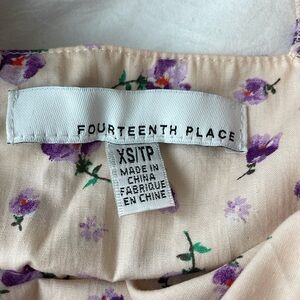 FOURTEENTH PLACE
XS/TP
MADE IN
CHINA
FABRIQUE
EN CHINE